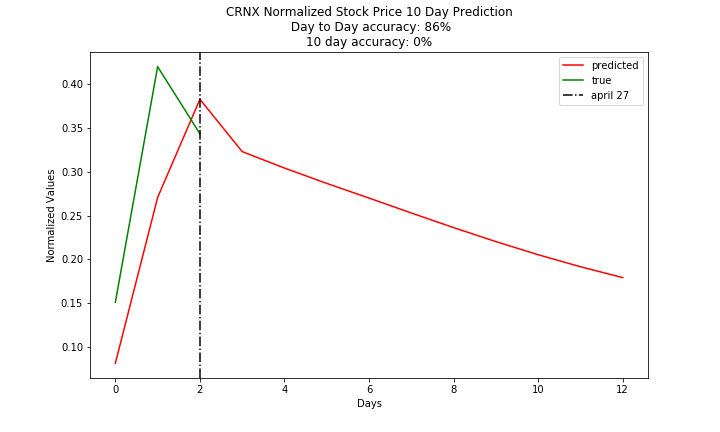 CRNX Normalized Stock Price 10 Day Prediction
Day to Day accuracy: 86%
10 day accuracy: 0%
predicted
true
april 27
0.40
0.35
0.30
0.25
0.20
0.15
0.10
Normalized Values
0 2 4 6 8 10 12
Days